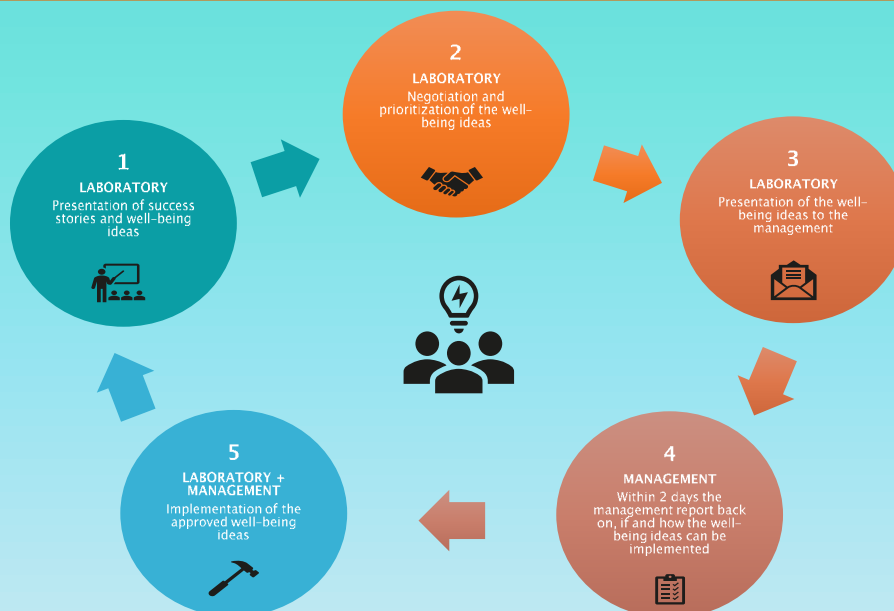 1
LABORATORY
Presentation of success
stories and well-being
ideas
2
LABORATORY
Negotiation and
prioritization of the well-
being ideas
3
LABORATORY
Presentation of the well-
being ideas to the
management
4
MANAGEMENT
Within 2 days the
management report back
on, if and how the well-
being ideas can be
implemented
5
LABORATORY +
MANAGEMENT
Implementation of the
approved well-being
ideas